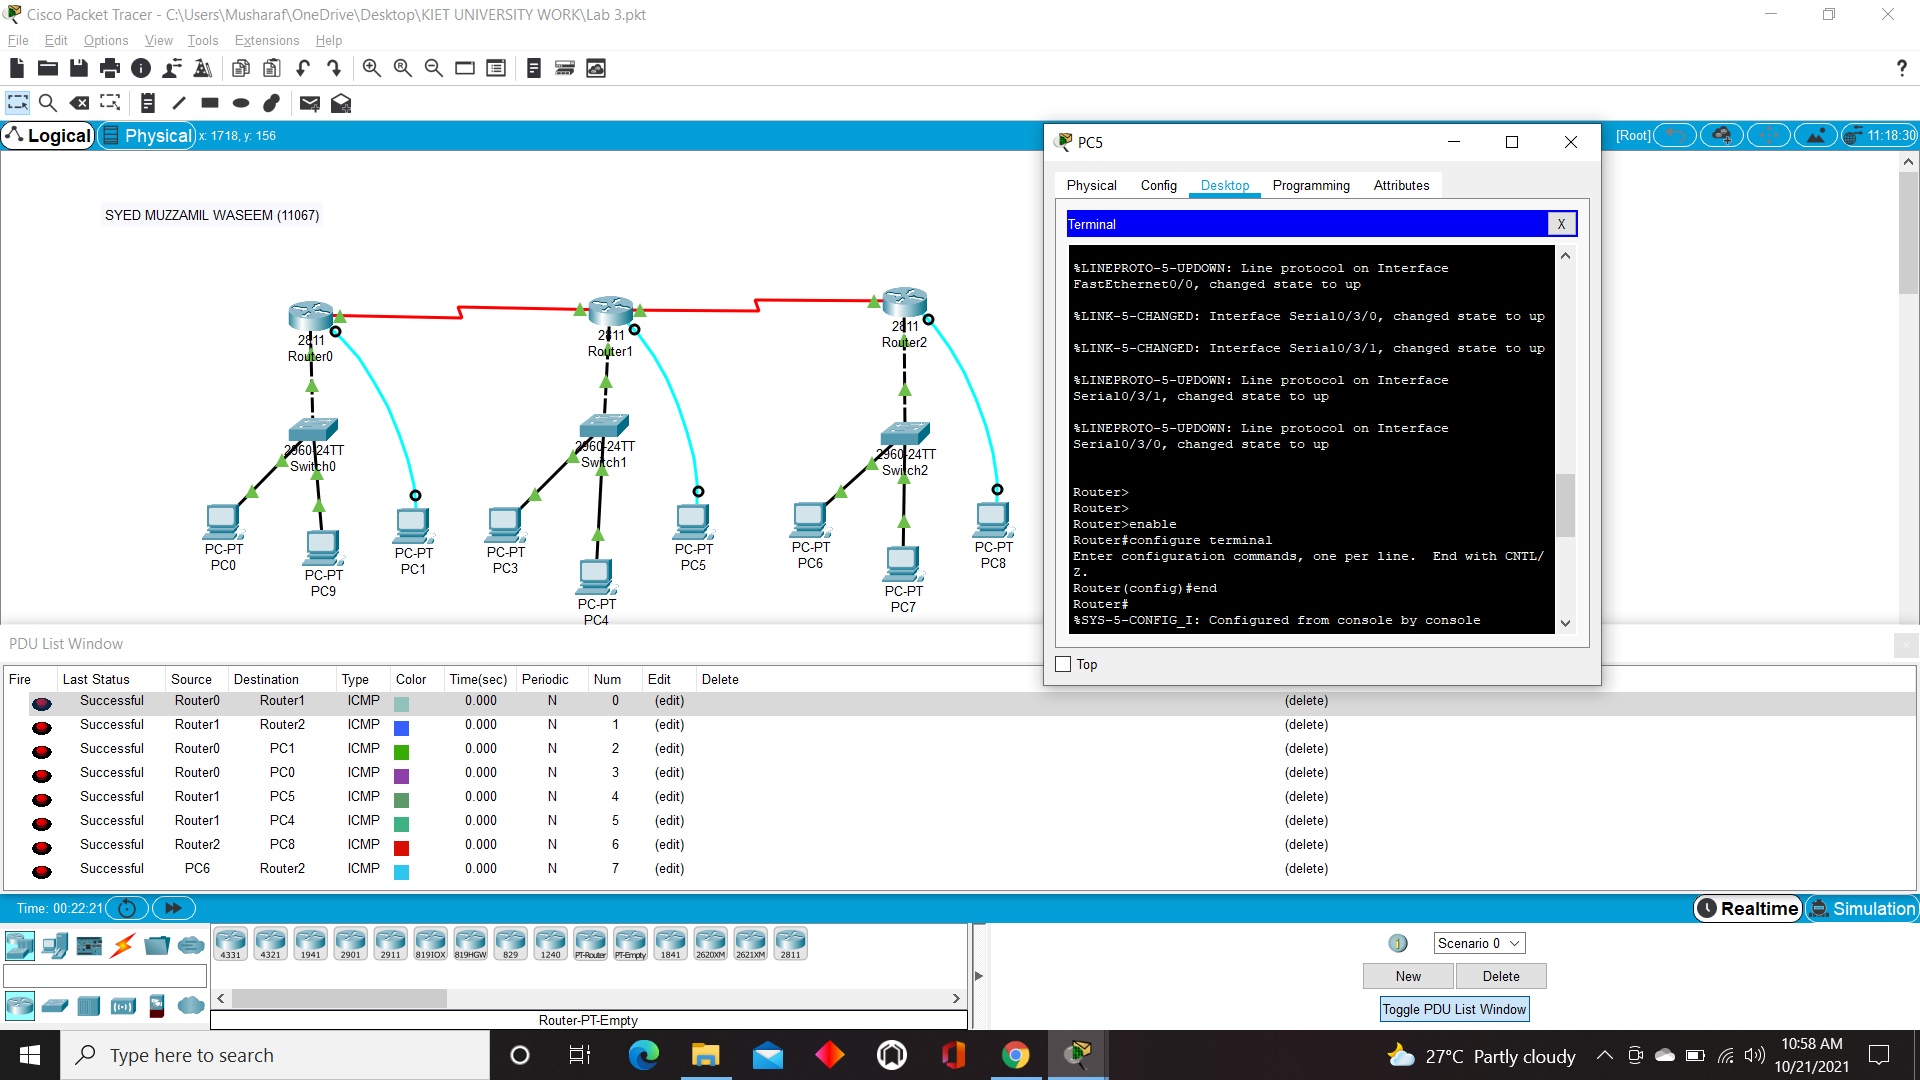 Cisco Packet Tracer - C:\Users\Musharaf\OneDrive\Desktop\KIET UNIVERSITY WORK\Lab 3.pkt
File Edit Options View Tools Extensions Help
?
Logical Physical x: 1718, y: 156
[Root] 11:18:30
SYED MUZZAMIL WASEEM (11067)
2811
Router0
2811
Router1
2811
Router2
2960-24TT
Switch0
2960-24TT
Switch1
2960-24TT
Switch2
PC-PT
PC0
PC-PT
PC9
PC-PT
PC1
PC-PT
PC3
PC-PT
PC4
PC-PT
PC5
PC-PT
PC6
PC-PT
PC7
PC-PT
PC8
PC5
Physical Config Desktop Programming Attributes
Terminal X
%LINEPROTO-5-UPDOWN: Line protocol on Interface
FastEthernet0/0, changed state to up
%LINK-5-CHANGED: Interface Serial0/3/0, changed state to up
%LINK-5-CHANGED: Interface Serial0/3/1, changed state to up
%LINEPROTO-5-UPDOWN: Line protocol on Interface
Serial0/3/1, changed state to up
%LINEPROTO-5-UPDOWN: Line protocol on Interface
Serial0/3/0, changed state to up
Router>
Router>
Router>enable
Router#configure terminal
Enter configuration commands, one per line.  End with CNTL/
Z.
Router(config)#end
Router#
%SYS-5-CONFIG_I: Configured from console by console
Top
PDU List Window
Fire Last Status Source Destination Type Color Time(sec) Periodic Num Edit Delete
Successful Router0 Router1 ICMP 0.000 N 0 (edit) (delete)
Successful Router1 Router2 ICMP 0.000 N 1 (edit) (delete)
Successful Router0 PC1 ICMP 0.000 N 2 (edit) (delete)
Successful Router0 PC0 ICMP 0.000 N 3 (edit) (delete)
Successful Router1 PC5 ICMP 0.000 N 4 (edit) (delete)
Successful Router1 PC4 ICMP 0.000 N 5 (edit) (delete)
Successful Router2 PC8 ICMP 0.000 N 6 (edit) (delete)
Successful PC6 Router2 ICMP 0.000 N 7 (edit) (delete)
Time: 00:22:21
Realtime Simulation
4331 4321 1941 2901 2911 819IOX 819HGW 829 1240 PT-Router PT-Empty 1841 2620XM 2621XM 2811
Router-PT-Empty
Scenario 0
New Delete
Toggle PDU List Window
Type here to search
27°C Partly cloudy
10:58 AM
10/21/2021